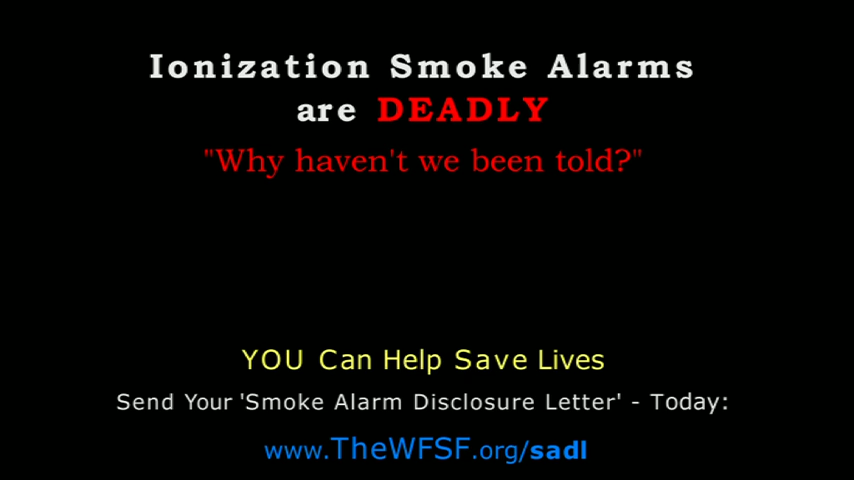 Ionization Smoke Alarms
are DEADLY
"Why haven't we been told?"
YOU Can Help Save Lives
Send Your 'Smoke Alarm Disclosure Letter' - Today:
www.TheWFSF.org/sadl